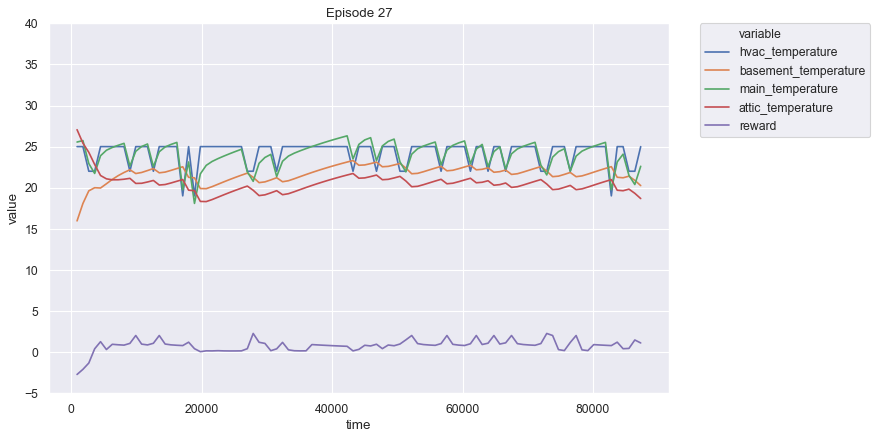 Episode 27
40
35
30
25
20
15
10
5
0
−5
value
0
20000
40000
60000
80000
time
variable
hvac_temperature
basement_temperature
main_temperature
attic_temperature
reward